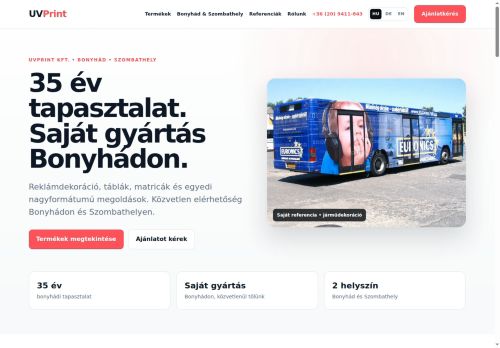 UVPrint
Termékek Bonyhád & Szombathely Referenciák Rólunk +36 (20) 9411-643 HU DE EN Ajánlatkérés
UVPRINT KFT. • BONYHÁD • SZOMBATHELY
35 év
tapasztalat.
Saját gyártás
Bonyhádon.
Reklámdekoráció, táblák, matricák és egyedi
nagyformátumú megoldások. Közvetlen elérhetőség
Bonyhádon és Szombathelyen.
Termékek megtekintése Ajánlatot kérek
EURONICS
Saját referencia • járműdekoráció
35 év
bonyhádi tapasztalat
Saját gyártás
Bonyhádon, közvetlenül tőlünk
2 helyszín
Bonyhád és Szombathely